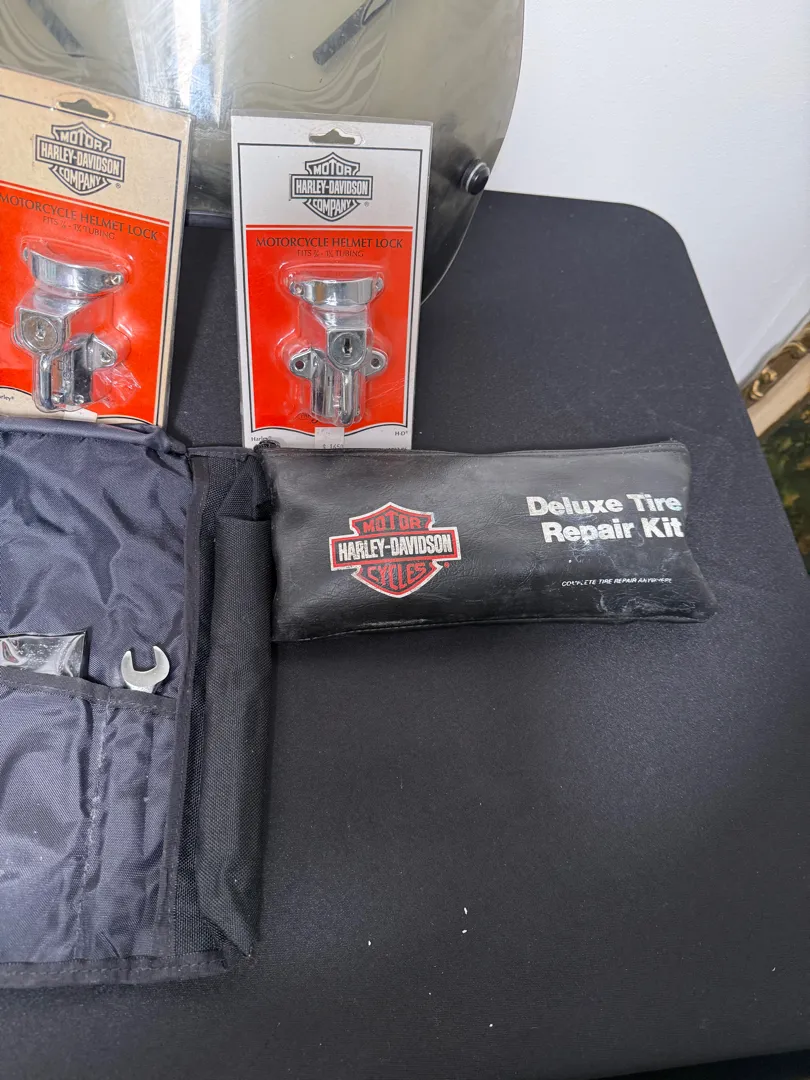 MOTOR
HARLEY-DAVIDSON
COMPANY
MOTORCYCLE HELMET LOCK
MOTOR
HARLEY-DAVIDSON
COMPANY
MOTORCYCLE HELMET LOCK
Deluxe Tire
Repair Kit
MOTOR
HARLEY-DAVIDSON
CYCLES
COMPLETE TIRE REPAIR ANYWHERE